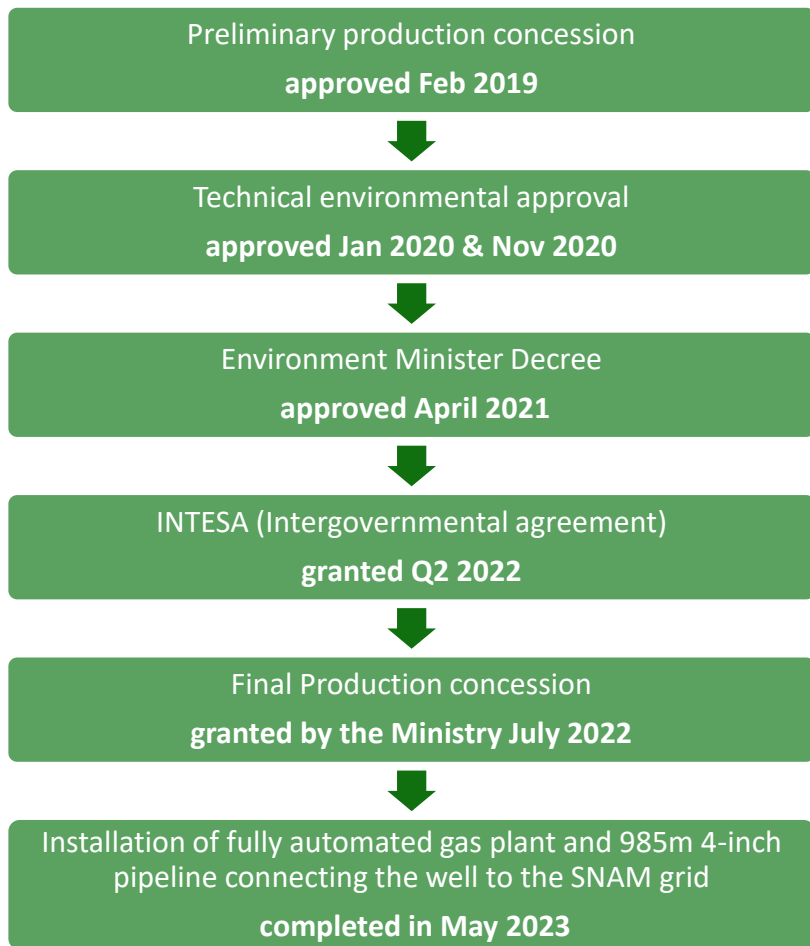 Preliminary production concession
approved Feb 2019
Technical environmental approval
approved Jan 2020 & Nov 2020
Environment Minister Decree
approved April 2021
INTESA (Intergovernmental agreement)
granted Q2 2022
Final Production concession
granted by the Ministry July 2022
Installation of fully automated gas plant and 985m 4-inch
pipeline connecting the well to the SNAM grid
completed in May 2023